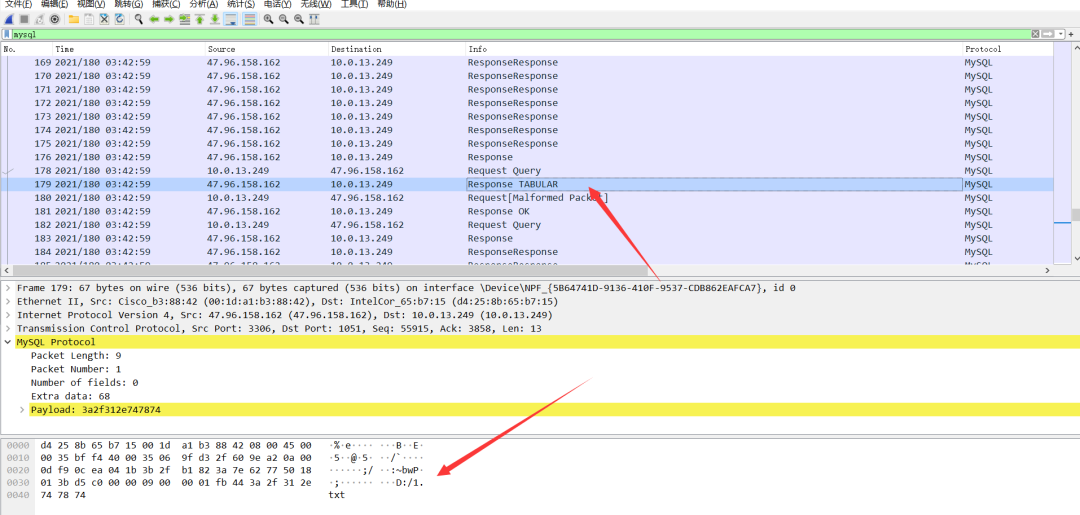 文件(F) 编辑(E) 视图(V) 跳转(G) 捕获(C) 分析(A) 统计(S) 电话(Y) 无线(W) 工具(T) 帮助(H)
mysql
No. Time Source Destination Info Protocol
169 2021/180 03:42:59 47.96.158.162 10.0.13.249 ResponseResponse MySQL
170 2021/180 03:42:59 47.96.158.162 10.0.13.249 ResponseResponse MySQL
171 2021/180 03:42:59 47.96.158.162 10.0.13.249 ResponseResponse MySQL
172 2021/180 03:42:59 47.96.158.162 10.0.13.249 ResponseResponse MySQL
173 2021/180 03:42:59 47.96.158.162 10.0.13.249 ResponseResponse MySQL
174 2021/180 03:42:59 47.96.158.162 10.0.13.249 ResponseResponse MySQL
175 2021/180 03:42:59 47.96.158.162 10.0.13.249 ResponseResponse MySQL
176 2021/180 03:42:59 47.96.158.162 10.0.13.249 Response MySQL
178 2021/180 03:42:59 10.0.13.249 47.96.158.162 Request Query MySQL
179 2021/180 03:42:59 47.96.158.162 10.0.13.249 Response TABULAR MySQL
180 2021/180 03:42:59 10.0.13.249 47.96.158.162 Request[Malformed Packet] MySQL
181 2021/180 03:42:59 47.96.158.162 10.0.13.249 Response OK MySQL
182 2021/180 03:42:59 10.0.13.249 47.96.158.162 Request Query MySQL
183 2021/180 03:42:59 47.96.158.162 10.0.13.249 Response MySQL
184 2021/180 03:42:59 47.96.158.162 10.0.13.249 ResponseResponse MySQL
Frame 179: 67 bytes on wire (536 bits), 67 bytes captured (536 bits) on interface \Device\NPF_{5B64741D-9136-410F-9537-CDB862EAFCA7}, id 0
Ethernet II, Src: Cisco_b3:88:42 (00:1d:a1:b3:88:42), Dst: IntelCor_65:b7:15 (d4:25:8b:65:b7:15)
Internet Protocol Version 4, Src: 47.96.158.162 (47.96.158.162), Dst: 10.0.13.249 (10.0.13.249)
Transmission Control Protocol, Src Port: 3306, Dst Port: 1051, Seq: 55915, Ack: 3858, Len: 13
MySQL Protocol
Packet Length: 9
Packet Number: 1
Number of fields: 0
Extra data: 68
Payload: 3a2f312e747874
0000 d4 25 8b 65 b7 15 00 1d a1 b3 88 42 08 00 45 00 ·%·e···· ···B··E·
0010 00 35 bf f4 40 00 35 06 9f d3 2f 60 9e a2 0a 00 ·5··@·5· ··/`····
0020 0d f9 0c ea 04 1b 3b 2f b1 82 3a 7e 62 77 50 18 ······;/ ··:~bwP·
0030 01 3b d5 c0 00 00 09 00 00 01 fb 44 3a 2f 31 2e ·;······ ···D:/1.
0040 74 78 74 txt